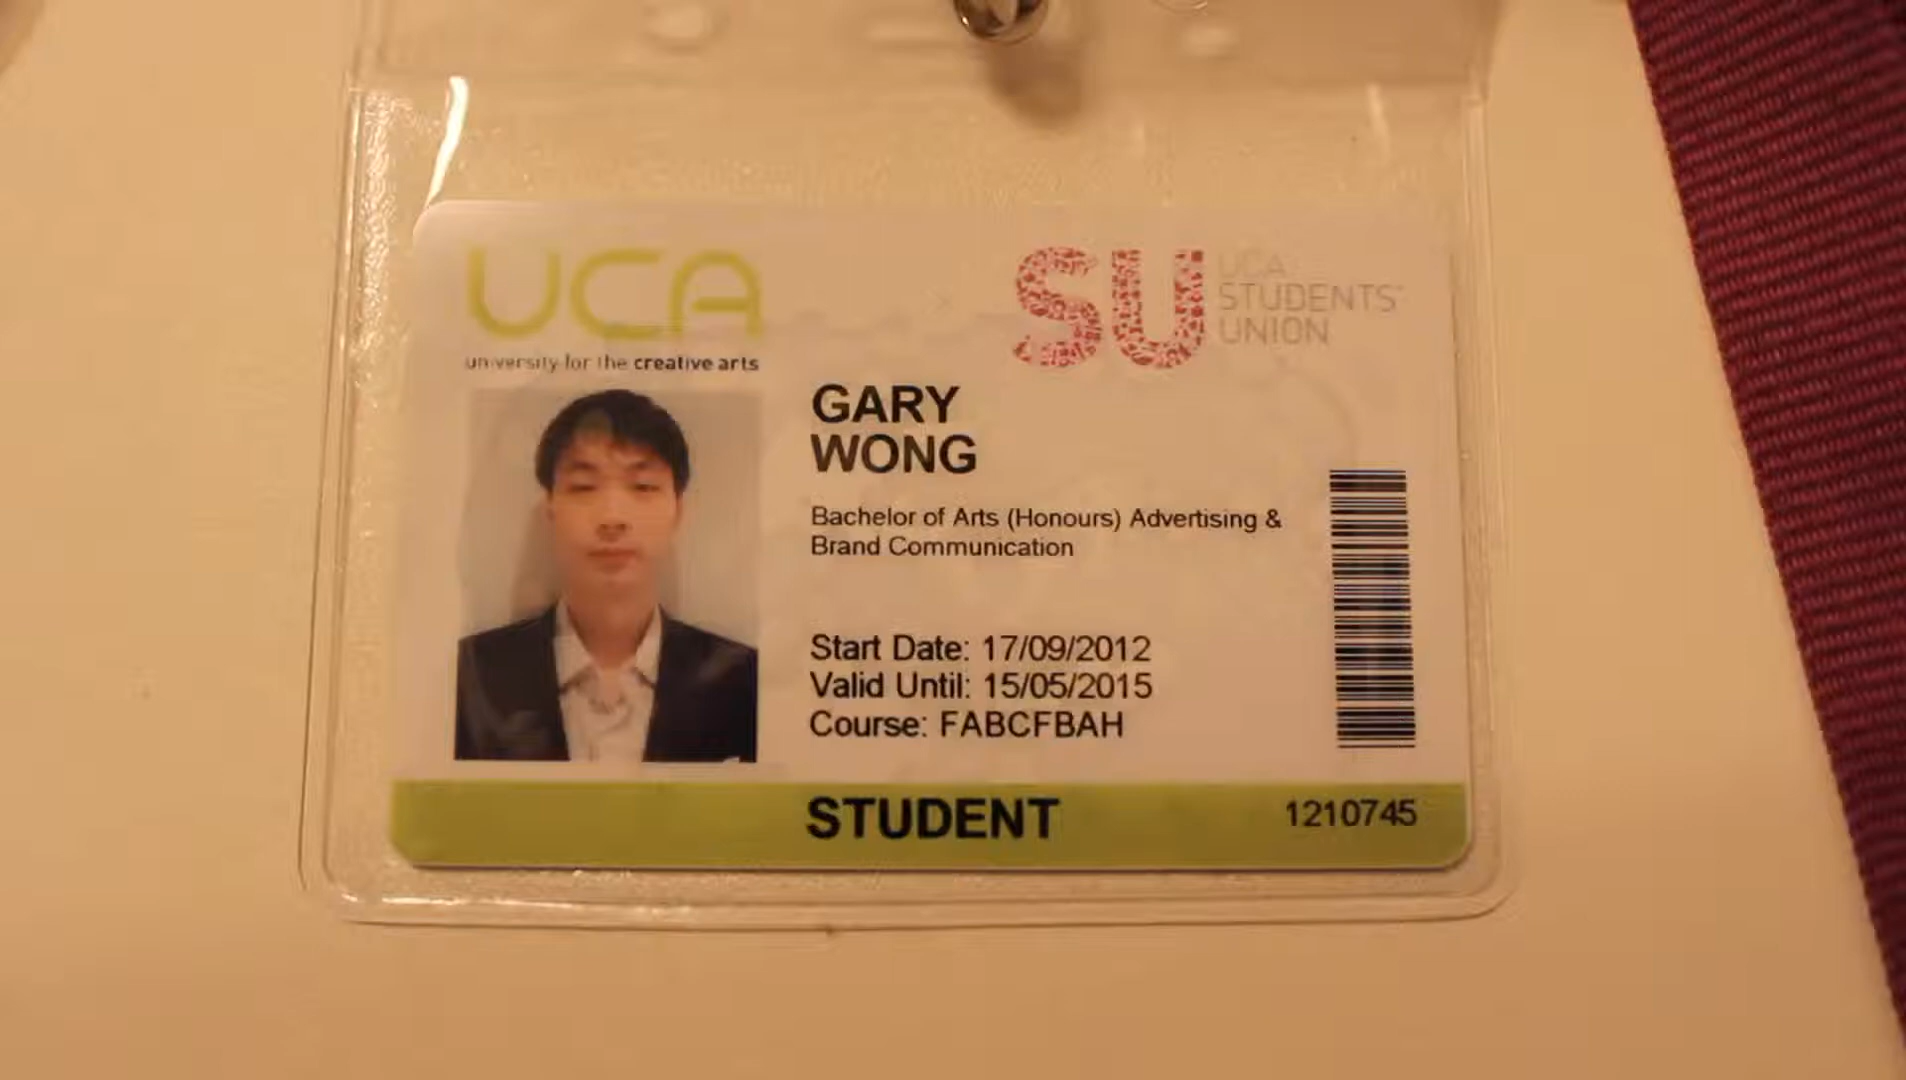 UCA
university for the creative arts
SU
UCA
STUDENTS'
UNION
GARY
WONG
Bachelor of Arts (Honours) Advertising &
Brand Communication
Start Date: 17/09/2012
Valid Until: 15/05/2015
Course: FABCFBAH
STUDENT
1210745